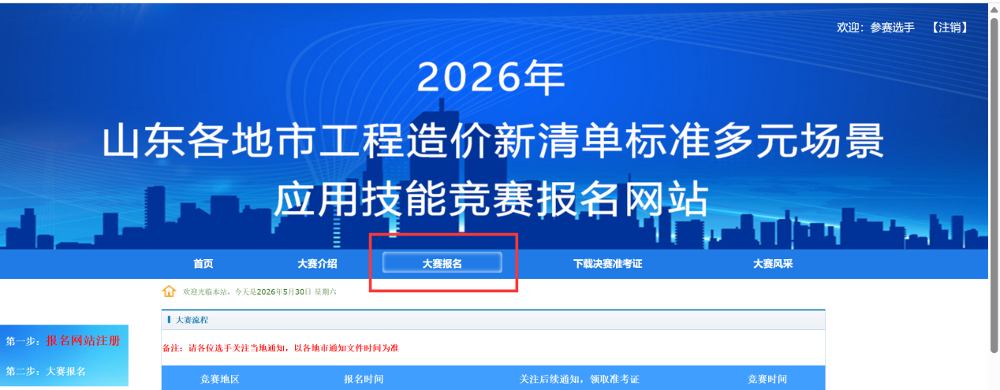 欢迎：参赛选手 【注销】
2026年
山东各地市工程造价新清单标准多元场景
应用技能竞赛报名网站
首页 大赛介绍 大赛报名 下载决赛准考证 大赛风采
欢迎光临本站，今天是2026年5月30日 星期六
大赛流程
第一步：报名网站注册
备注：请各位选手关注当地通知，以各地市通知文件时间为准
第二步：大赛报名
竞赛地区 报名时间 关注后续通知，领取准考证 竞赛时间